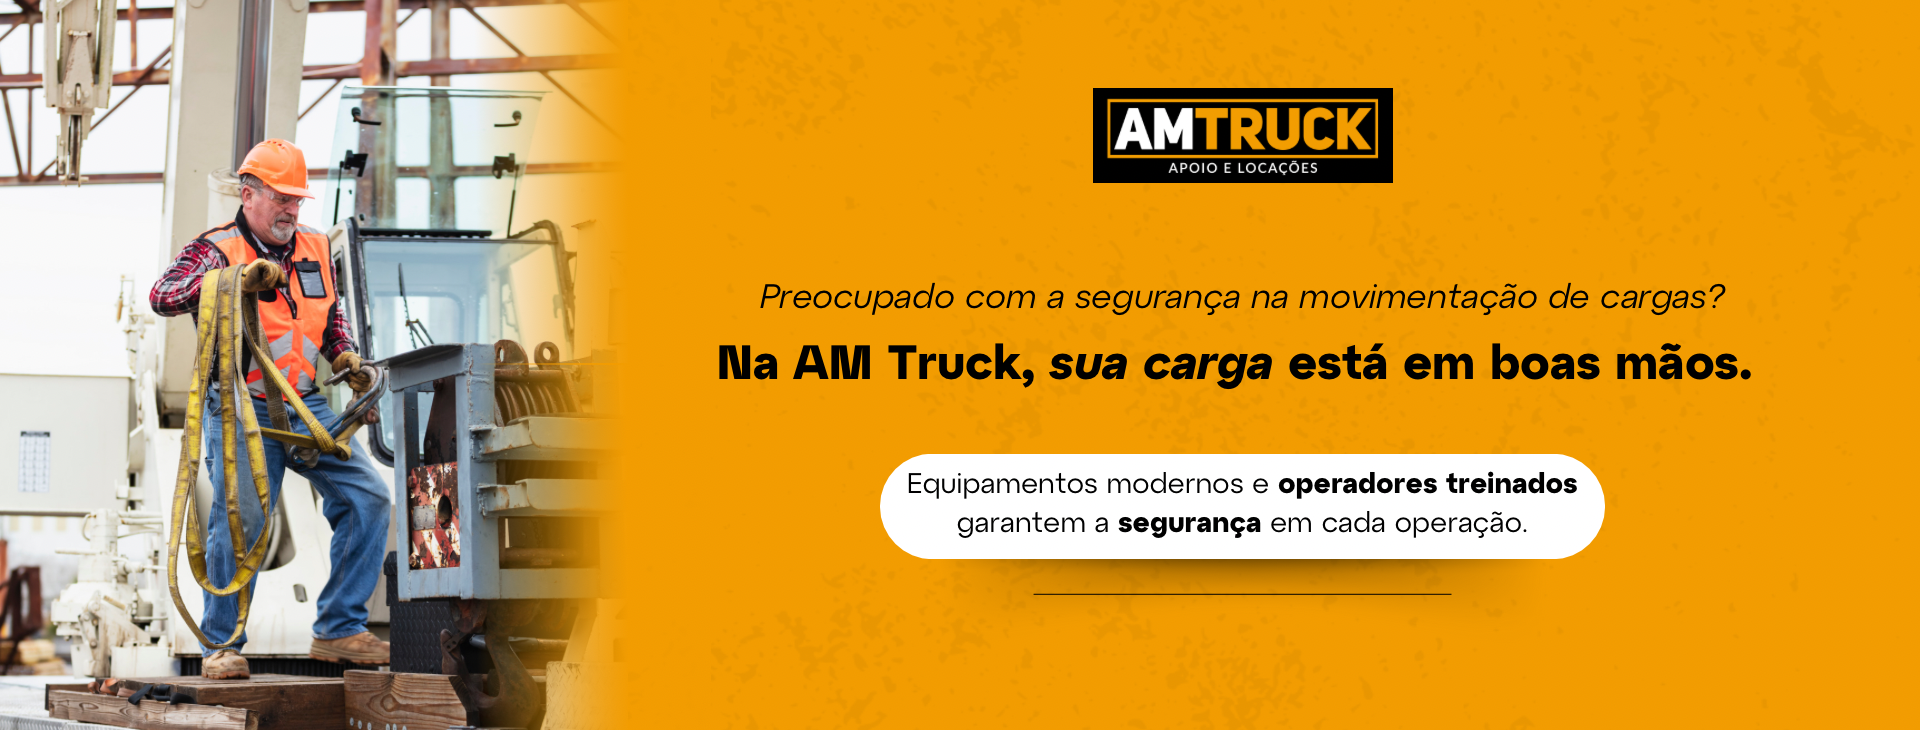 AMTRUCK
APOIO E LOCAÇÕES
Preocupado com a segurança na movimentação de cargas?
Na AM Truck, sua carga está em boas mãos.
Equipamentos modernos e operadores treinados
garantem a segurança em cada operação.